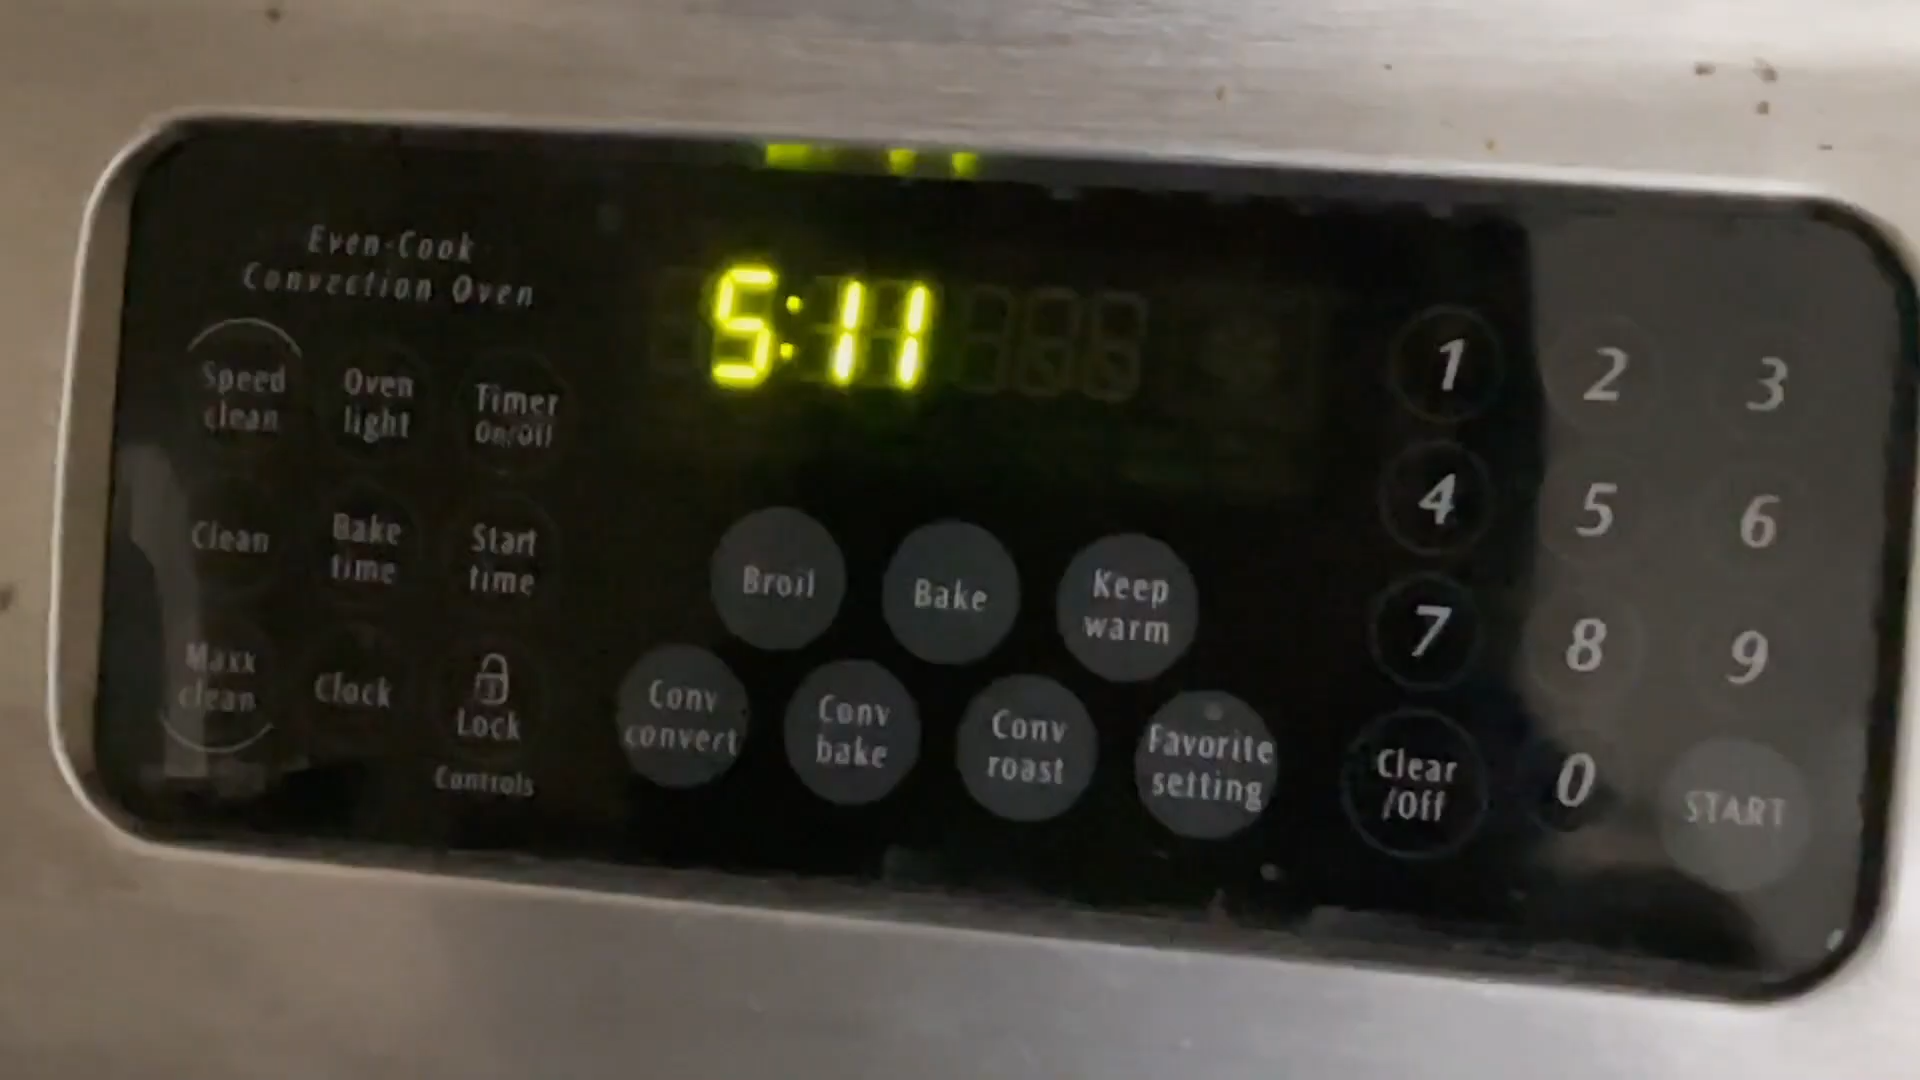 Even-Cook
Convection Oven
5:11
Speed
clean
Oven
light
Timer
On/Off
Clean
Bake
time
Start
time
Maxx
clean
Clock
Lock
Controls
Broil
Bake
Keep
warm
Conv
convert
Conv
bake
Conv
roast
Favorite
setting
1
2
3
4
5
6
7
8
9
Clear
/Off
0
START